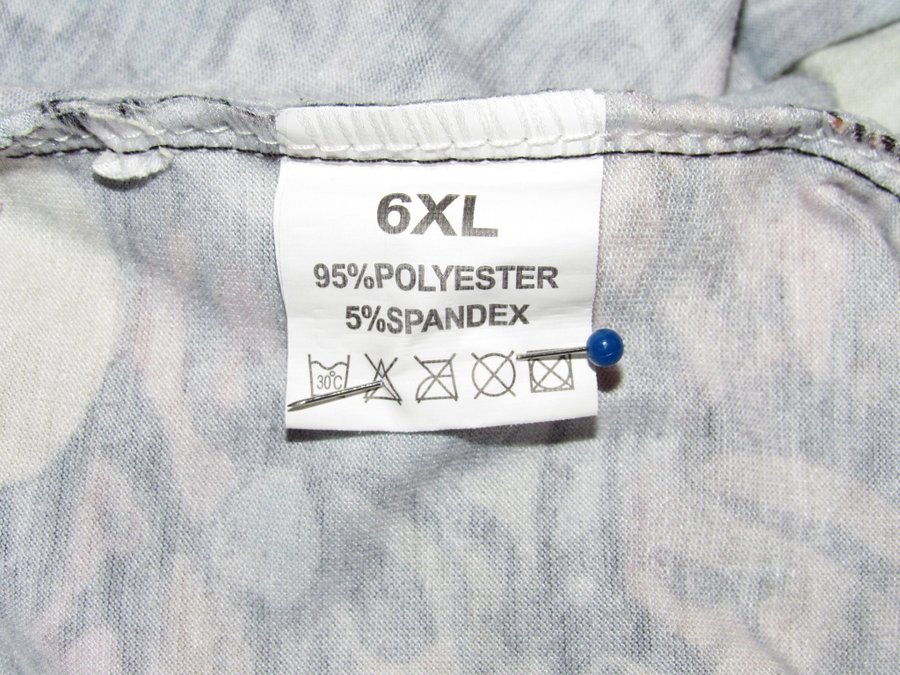 6XL
95%POLYESTER
5%SPANDEX
30°C